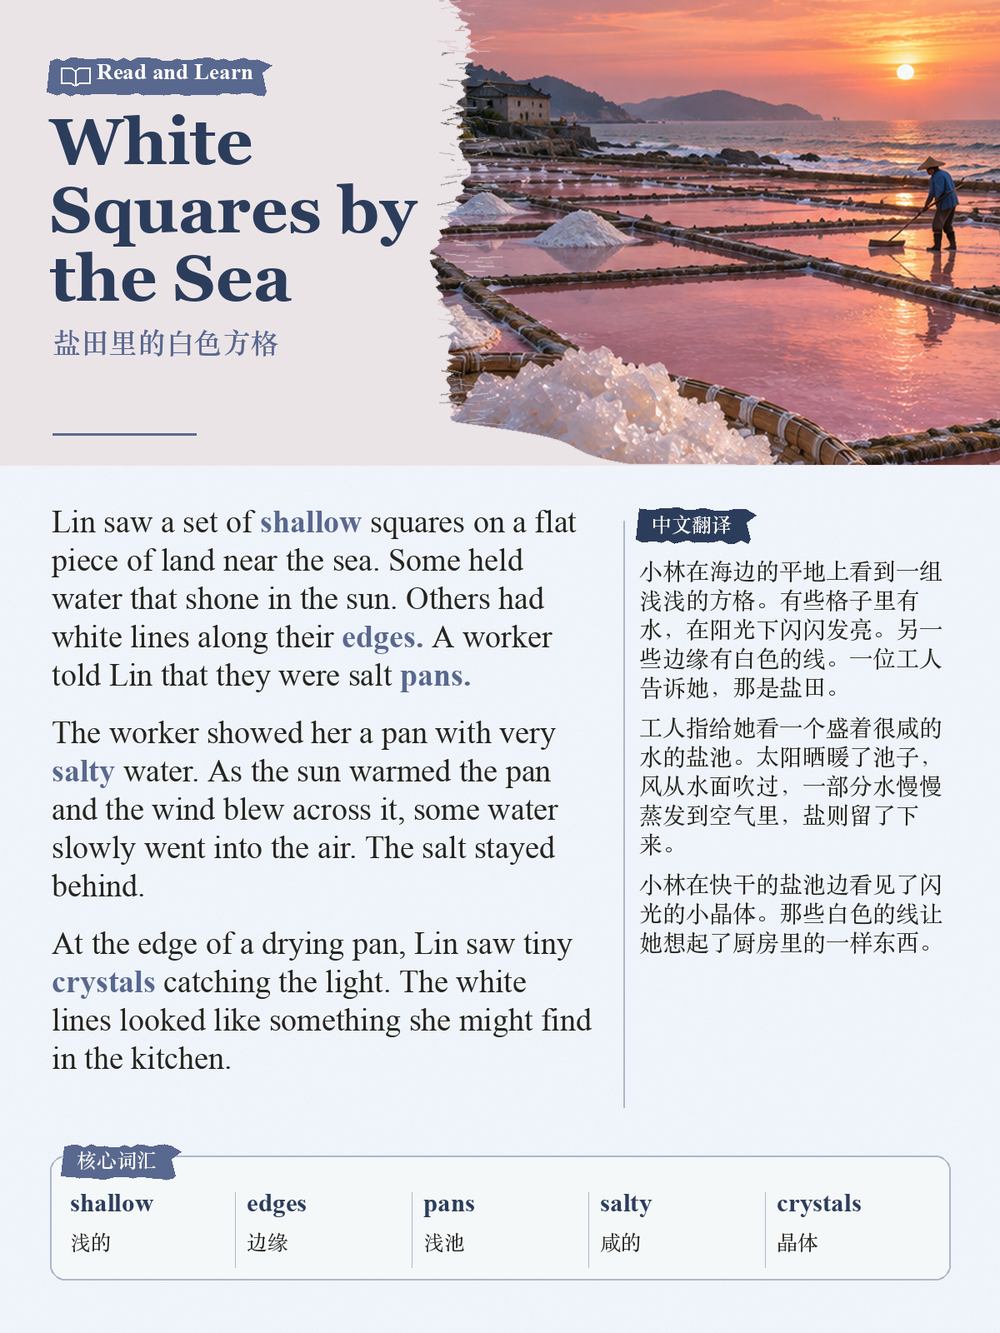 Read and Learn
White
Squares by
the Sea
盐田里的白色方格
Lin saw a set of shallow squares on a flat
piece of land near the sea. Some held
water that shone in the sun. Others had
white lines along their edges. A worker
told Lin that they were salt pans.
The worker showed her a pan with very
salty water. As the sun warmed the pan
and the wind blew across it, some water
slowly went into the air. The salt stayed
behind.
At the edge of a drying pan, Lin saw tiny
crystals catching the light. The white
lines looked like something she might find
in the kitchen.
中文翻译
小林在海边的平地上看到一组
浅浅的方格。有些格子里有
水，在阳光下闪闪发亮。另一
些边缘有白色的线。一位工人
告诉她，那是盐田。
工人指给她看一个盛着很咸的
水的盐池。太阳晒暖了池子，
风从水面吹过，一部分水慢慢
蒸发到空气里，盐则留了下
来。
小林在快干的盐池边看见了闪
光的小晶体。那些白色的线让
她想起了厨房里的一样东西。
核心词汇
shallow
浅的
edges
边缘
pans
浅池
salty
咸的
crystals
晶体